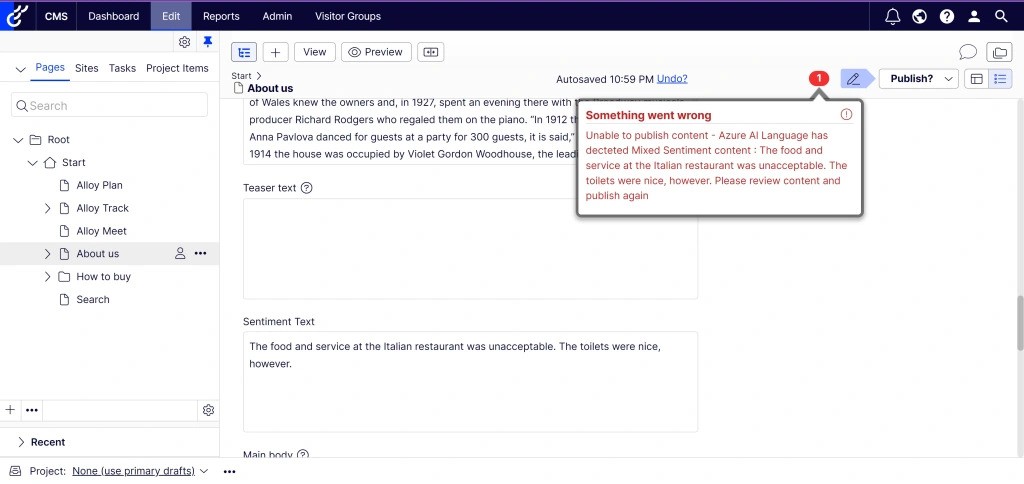 CMS Dashboard Edit Reports Admin Visitor Groups
Pages Sites Tasks Project Items
Search
Root
Start
Alloy Plan
Alloy Track
Alloy Meet
About us
How to buy
Search
Recent
Project: None (use primary drafts)
View Preview
Start
About us
Autosaved 10:59 PM Undo?
1
Publish?
of Wales knew the owners and, in 1927, spent an evening there with
producer Richard Rodgers who regaled them on the piano. "In 1912 th
Anna Pavlova danced for guests at a party for 300 guests, it is said,"
1914 the house was occupied by Violet Gordon Woodhouse, the leadi
Something went wrong
Unable to publish content - Azure AI Language has
decteted Mixed Sentiment content : The food and
service at the Italian restaurant was unacceptable. The
toilets were nice, however. Please review content and
publish again
Teaser text
Sentiment Text
The food and service at the Italian restaurant was unacceptable. The toilets were nice,
however.
Main body